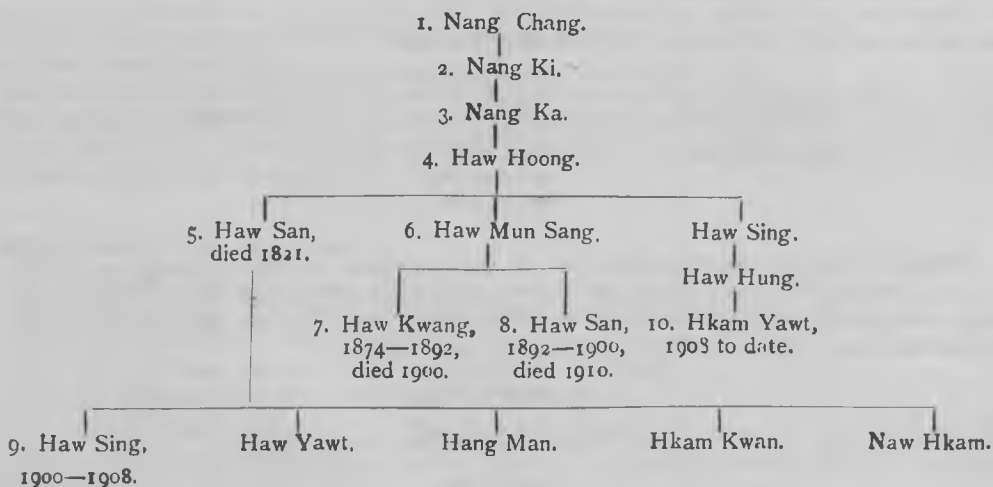 1. Nang Chang.
2. Nang Ki.
3. Nang Ka.
4. Haw Hoong.
5. Haw San, died 1821.
6. Haw Mun Sang.
Haw Sing.
Haw Hung.
7. Haw Kwang, 1874—1892, died 1900.
8. Haw San, 1892—1900, died 1910.
10. Hkam Yawt, 1908 to date.
9. Haw Sing, 1900—1908.
Haw Yawt.
Hang Man.
Hkam Kwan.
Naw Hkam.